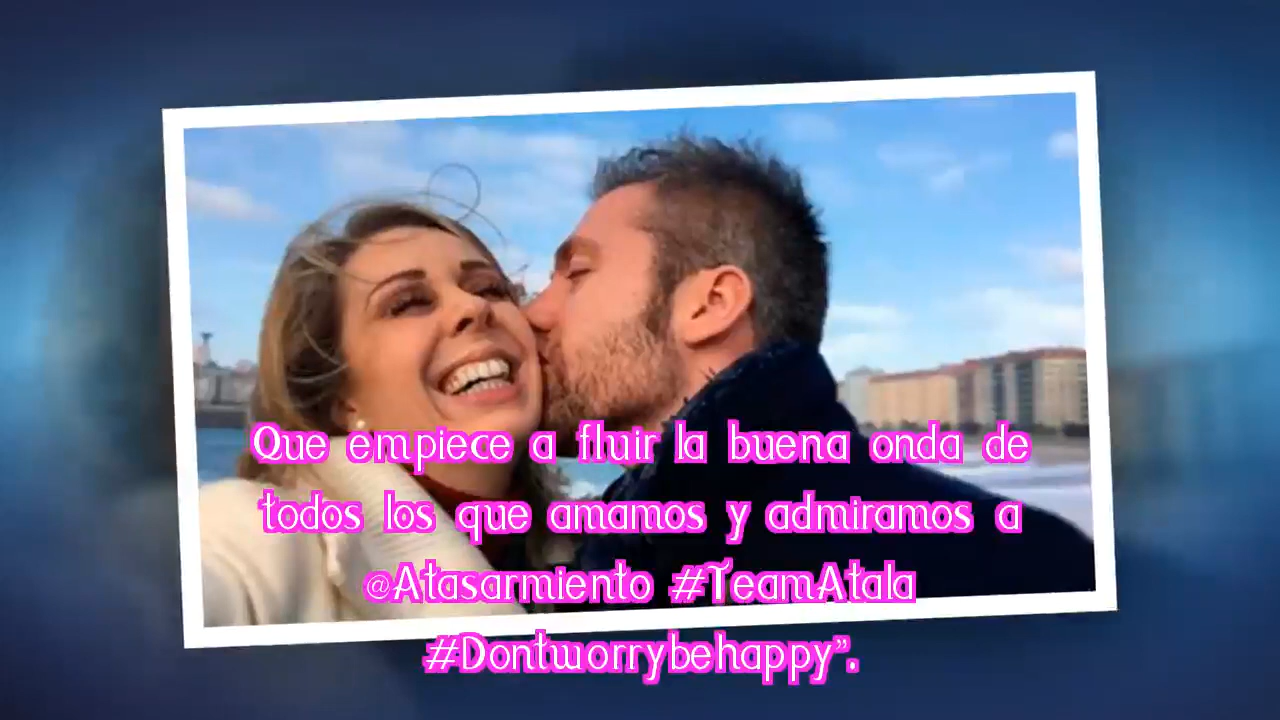 Que empiece a fluir la buena onda de
todos los que amamos y admiramos a
@Atasarmiento #TeamAtala
#Dontworrybehappy”.